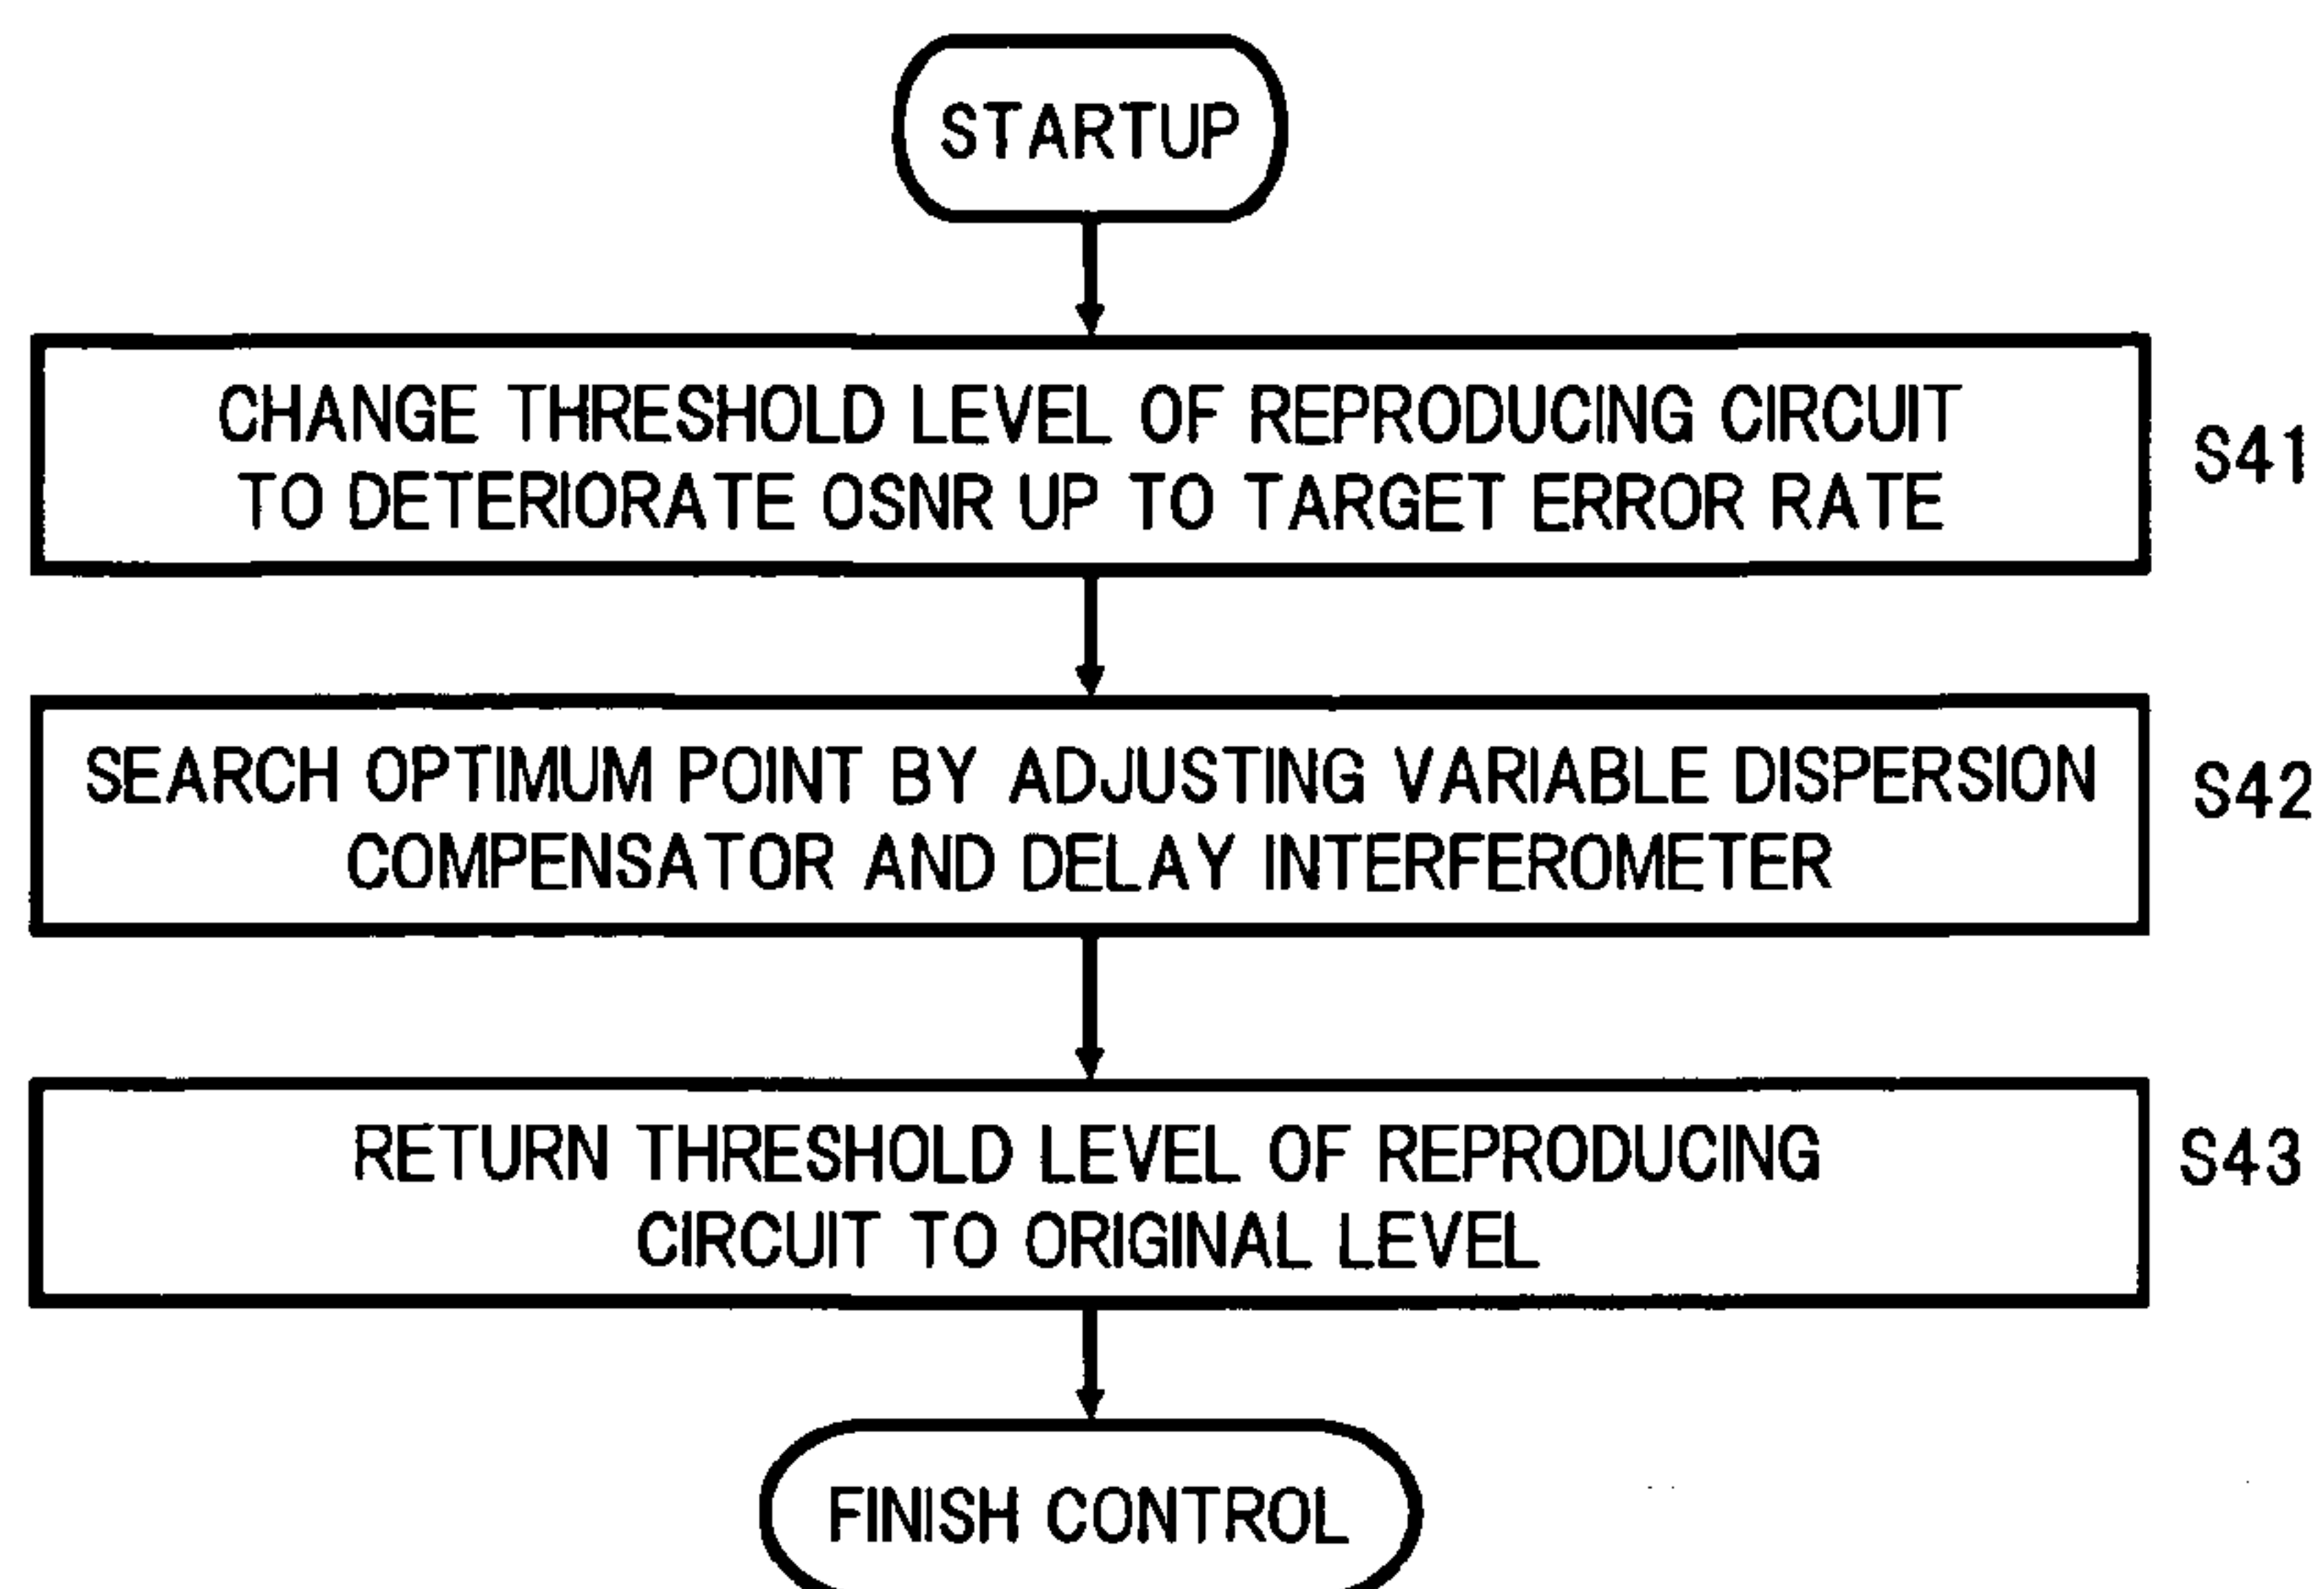 STARTUP
CHANGE THRESHOLD LEVEL OF REPRODUCING CIRCUIT
TO DETERIORATE OSNR UP TO TARGET ERROR RATE
S41
SEARCH OPTIMUM POINT BY ADJUSTING VARIABLE DISPERSION
COMPENSATOR AND DELAY INTERFEROMETER
S42
RETURN THRESHOLD LEVEL OF REPRODUCING
CIRCUIT TO ORIGINAL LEVEL
S43
FINISH CONTROL